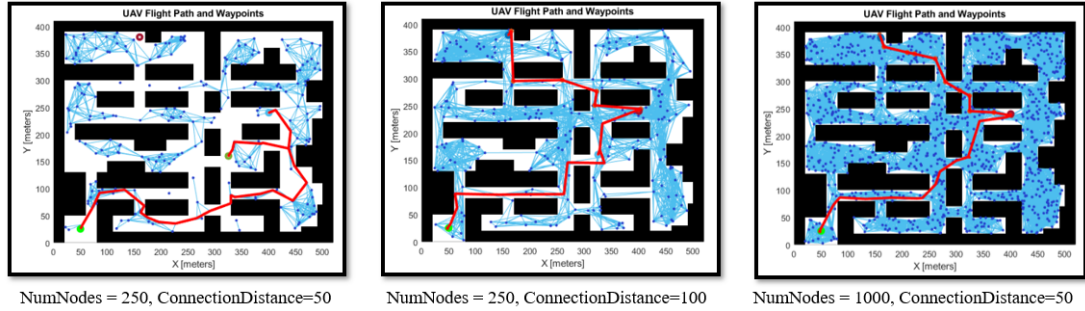 UAV Flight Path and Waypoints
400
350
300
250
200
150
100
50
0
Y [meters]
0 50 100 150 200 250 300 350 400 450 500
X [meters]
NumNodes = 250, ConnectionDistance=50
UAV Flight Path and Waypoints
400
350
300
250
200
150
100
50
0
Y [meters]
0 50 100 150 200 250 300 350 400 450 500
X [meters]
NumNodes = 250, ConnectionDistance=100
UAV Flight Path and Waypoints
400
350
300
250
200
150
100
50
0
Y [meters]
0 50 100 150 200 250 300 350 400 450 500
X [meters]
NumNodes = 1000, ConnectionDistance=50